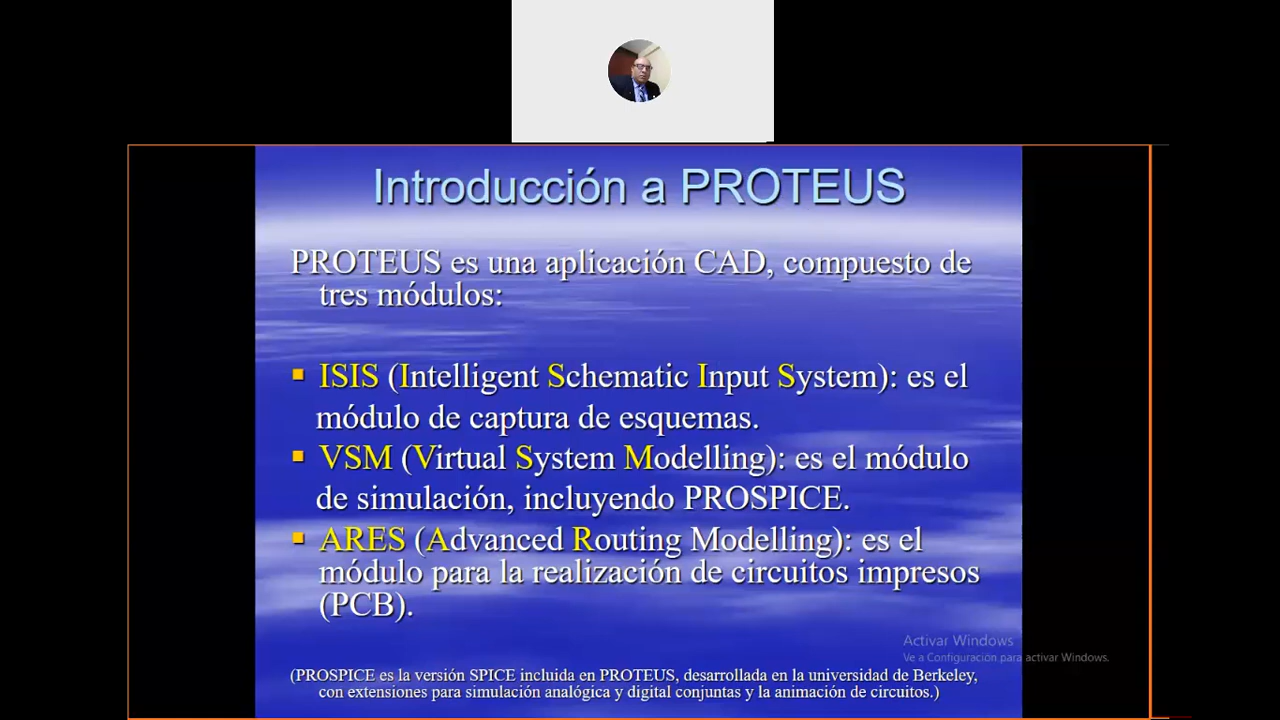 Introducción a PROTEUS
PROTEUS es una aplicación CAD, compuesto de
tres módulos:
ISIS (Intelligent Schematic Input System): es el
módulo de captura de esquemas.
VSM (Virtual System Modelling): es el módulo
de simulación, incluyendo PROSPICE.
ARES (Advanced Routing Modelling): es el
módulo para la realización de circuitos impresos
(PCB).
Activar Windows
Ve a Configuración para activar Windows.
(PROSPICE es la versión SPICE incluida en PROTEUS, desarrollada en la universidad de Berkeley,
con extensiones para simulación analógica y digital conjuntas y la animación de circuitos.)